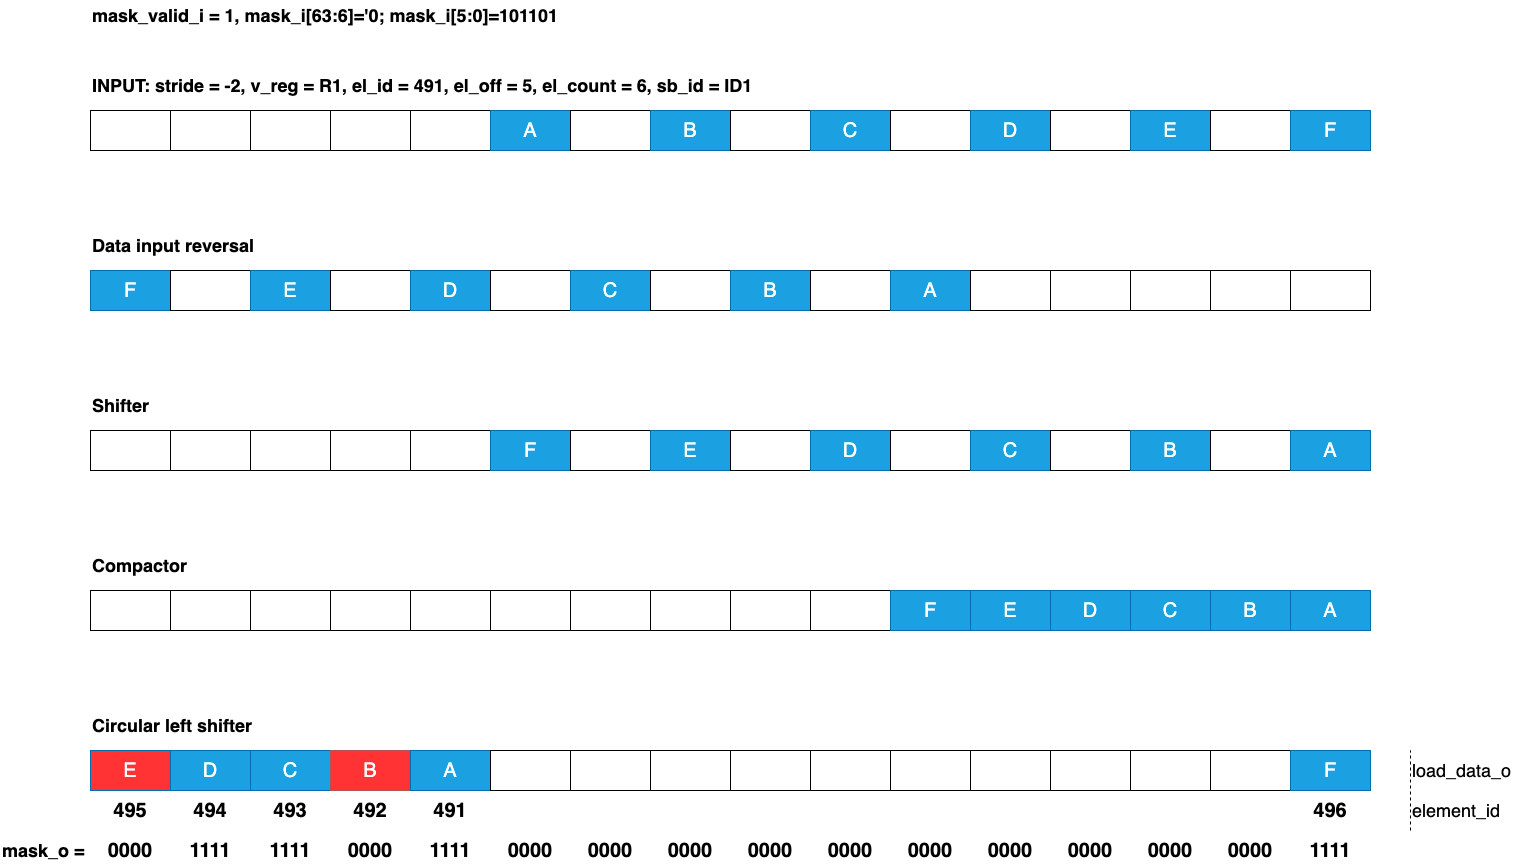 mask_valid_i = 1, mask_i[63:6]='0; mask_i[5:0]=101101
INPUT: stride = -2, v_reg = R1, el_id = 491, el_off = 5, el_count = 6, sb_id = ID1
A B C D E F
Data input reversal
F E D C B A
Shifter
F E D C B A
Compactor
F E D C B A
Circular left shifter
E D C B A F load_data_o
495 494 493 492 491 496 element_id
mask_o = 0000 1111 1111 0000 1111 0000 0000 0000 0000 0000 0000 0000 0000 0000 0000 1111